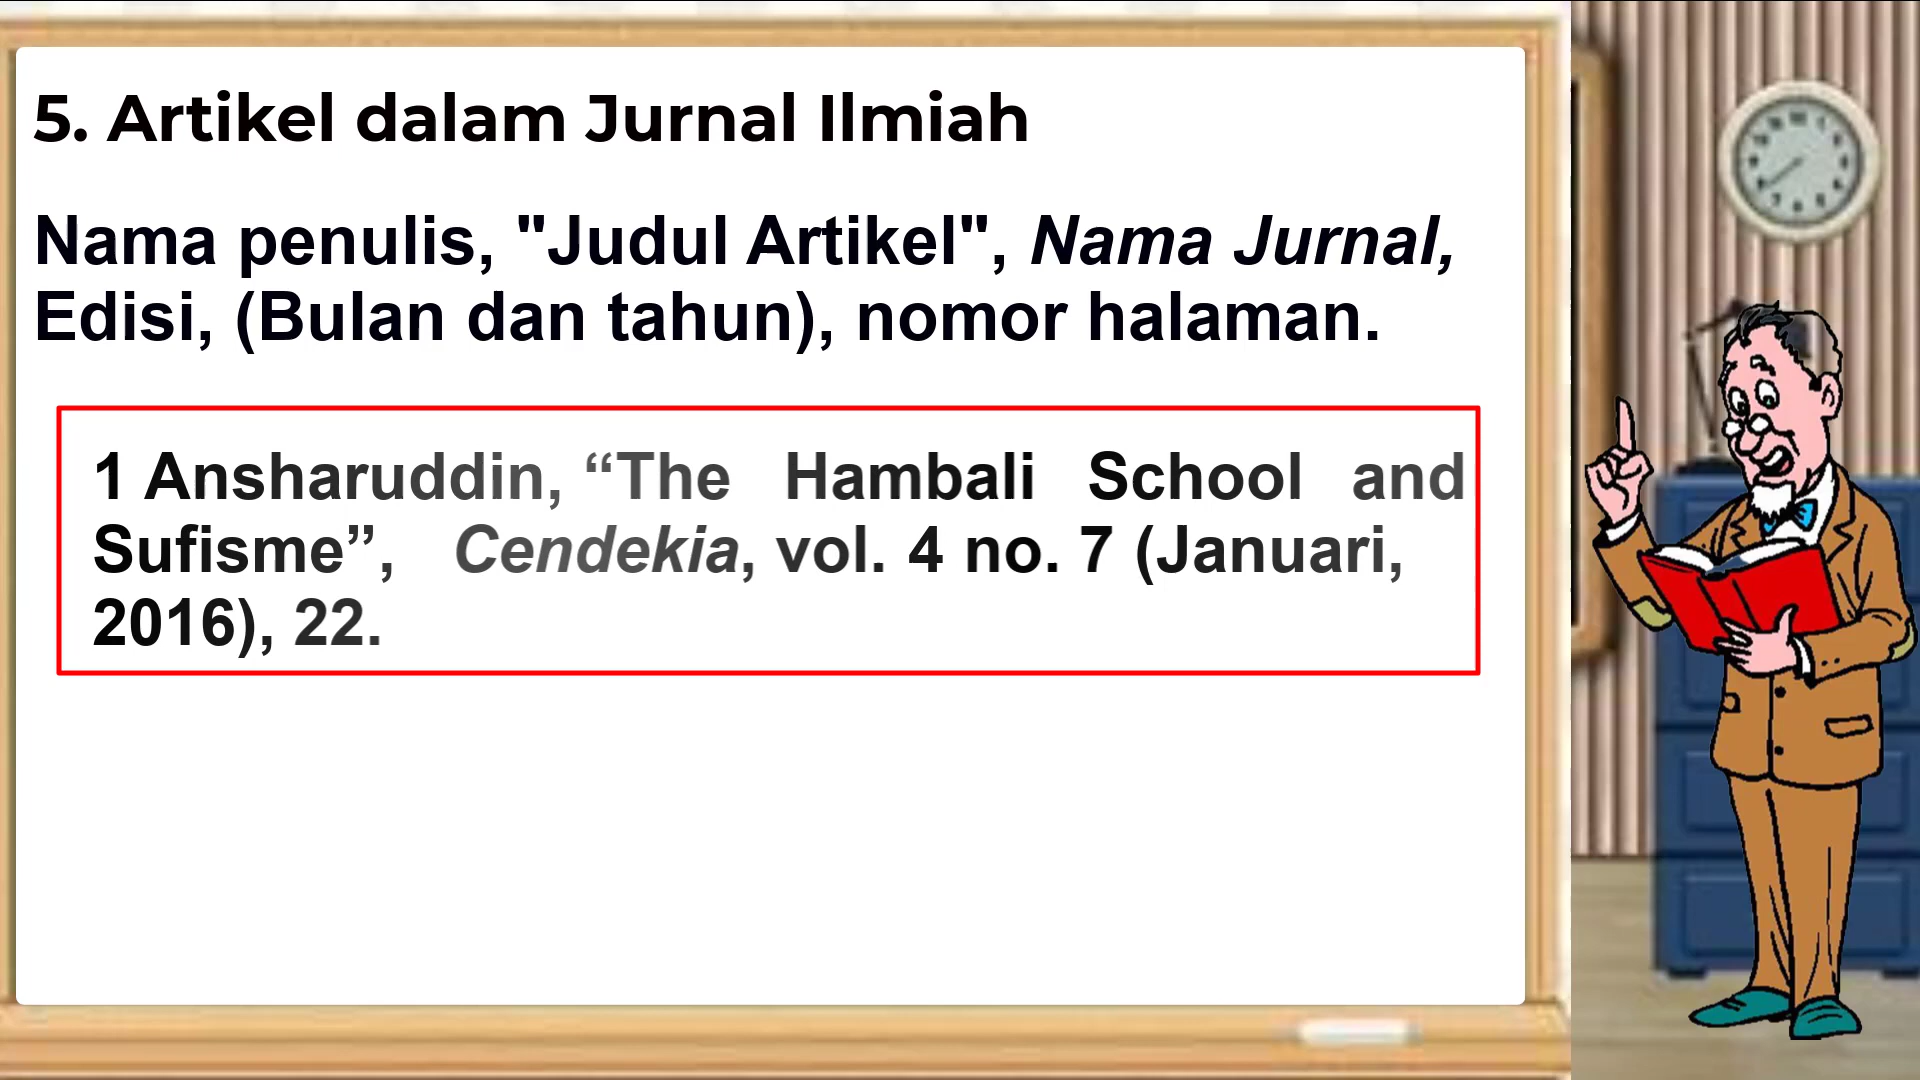 5. Artikel dalam Jurnal Ilmiah
Nama penulis, "Judul Artikel", Nama Jurnal,
Edisi, (Bulan dan tahun), nomor halaman.
1 Ansharuddin, “The Hambali School and
Sufisme”, Cendekia, vol. 4 no. 7 (Januari,
2016), 22.